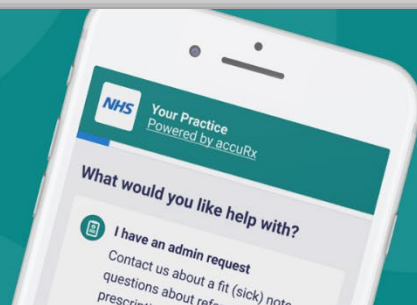 NHS
Your Practice
Powered by accuRx
What would you like help with?
I have an admin request
Contact us about a fit (sick) note
questions about